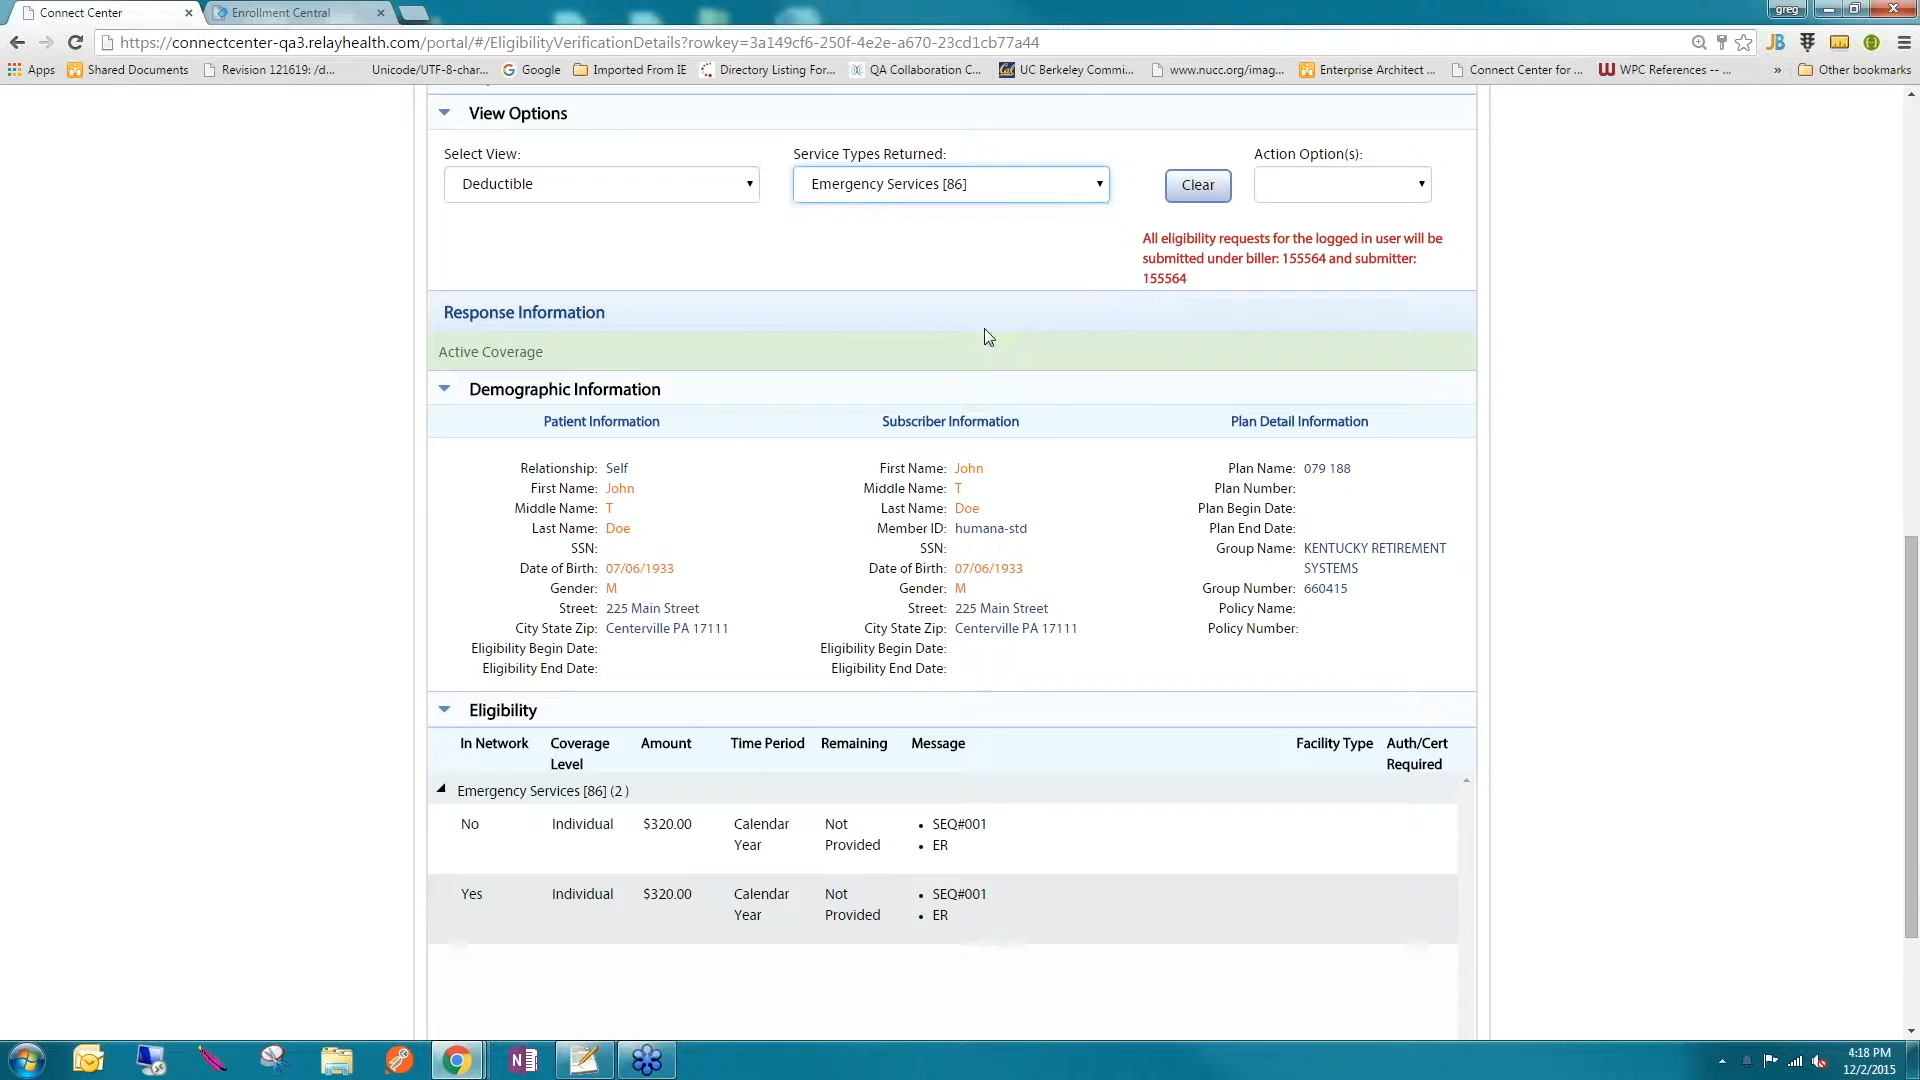 Connect Center
Enrollment Central
greg
https://connectcenter-qa3.relayhealth.com/portal/#/EligibilityVerificationDetails?rowkey=3a149cf6-250f-4e2e-a670-23cd1cb77a44
Apps Shared Documents Revision 121619: /d... Unicode/UTF-8-char... Google Imported From IE Directory Listing For... QA Collaboration C... UC Berkeley Commi... www.nucc.org/imag... Enterprise Architect ... Connect Center for ... WPC References -- ... » Other bookmarks
View Options
Select View: Service Types Returned: Action Option(s):
Deductible Emergency Services [86] Clear
All eligibility requests for the logged in user will be
submitted under biller: 155564 and submitter:
155564
Response Information
Active Coverage
Demographic Information
Patient Information Subscriber Information Plan Detail Information
Relationship: Self First Name: John Plan Name: 079 188
First Name: John Middle Name: T Plan Number:
Middle Name: T Last Name: Doe Plan Begin Date:
Last Name: Doe Member ID: humana-std Plan End Date:
SSN: SSN: Group Name: KENTUCKY RETIREMENT
Date of Birth: 07/06/1933 Date of Birth: 07/06/1933 SYSTEMS
Gender: M Gender: M Group Number: 660415
Street: 225 Main Street Street: 225 Main Street Policy Name:
City State Zip: Centerville PA 17111 City State Zip: Centerville PA 17111 Policy Number:
Eligibility Begin Date: Eligibility Begin Date:
Eligibility End Date: Eligibility End Date:
Eligibility
In Network Coverage Amount Time Period Remaining Message Facility Type Auth/Cert
Level Required
Emergency Services [86] (2 )
No Individual $320.00 Calendar Not • SEQ#001
Year Provided • ER
Yes Individual $320.00 Calendar Not • SEQ#001
Year Provided • ER
4:18 PM
12/2/2015